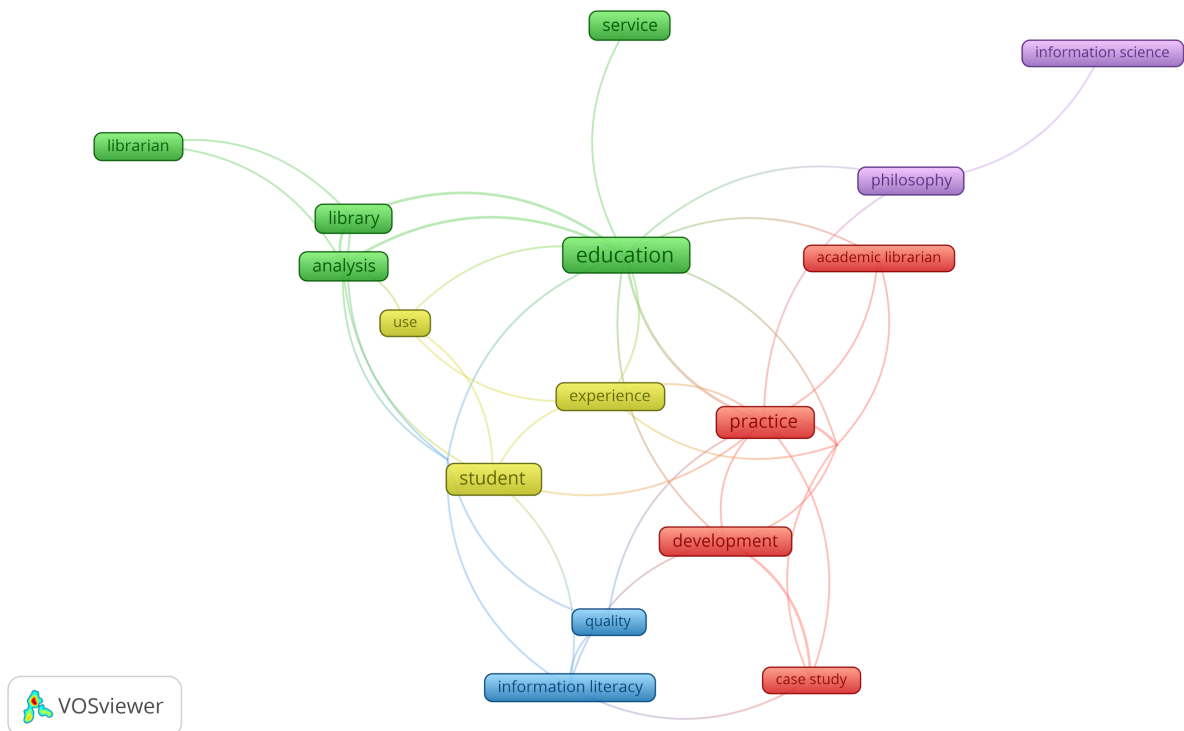 service
information science
librarian
philosophy
library
education
academic librarian
analysis
use
experience
practice
student
development
quality
information literacy
case study
VOSviewer